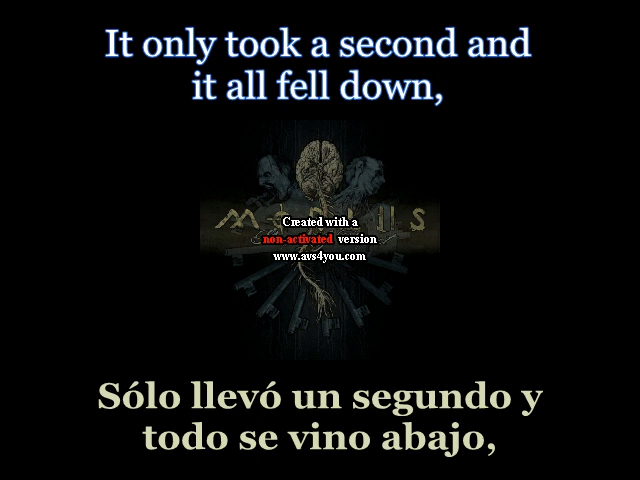 It only took a second and
it all fell down,
Created with a
non-activated version
www.avs4you.com
Sólo llevó un segundo y
todo se vino abajo,